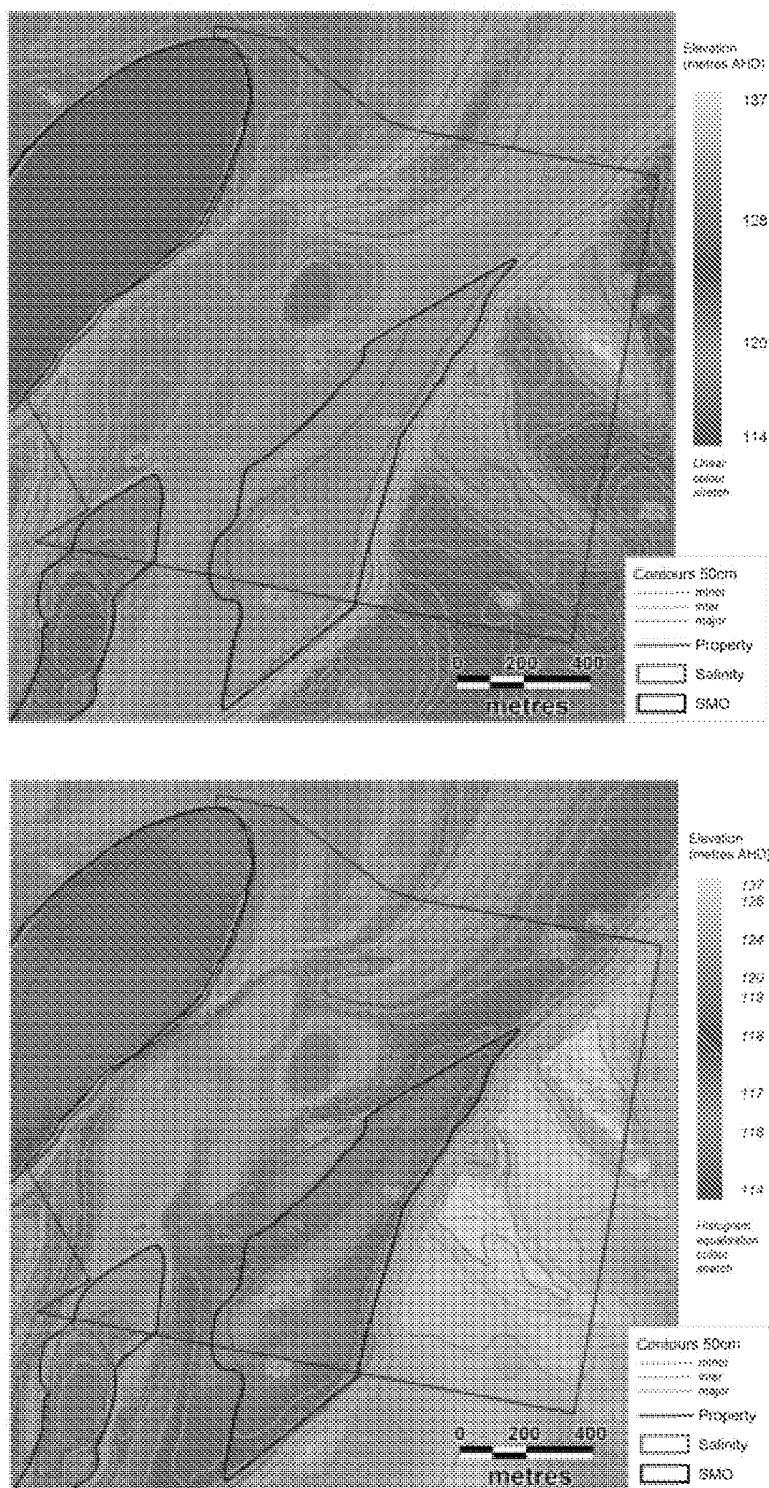 Elevation
(metres AHD)
137
128
120
114
Linear
colour
stretch
Contours 50cm
minor
inter
major
Property
Salinity
SMO
0 200 400
metres
Elevation
(metres AHD)
137
124
117
114
Histogram
equalisation
colour
stretch
Contours 50cm
minor
inter
major
Property
Salinity
SMO
0 200 400
metres